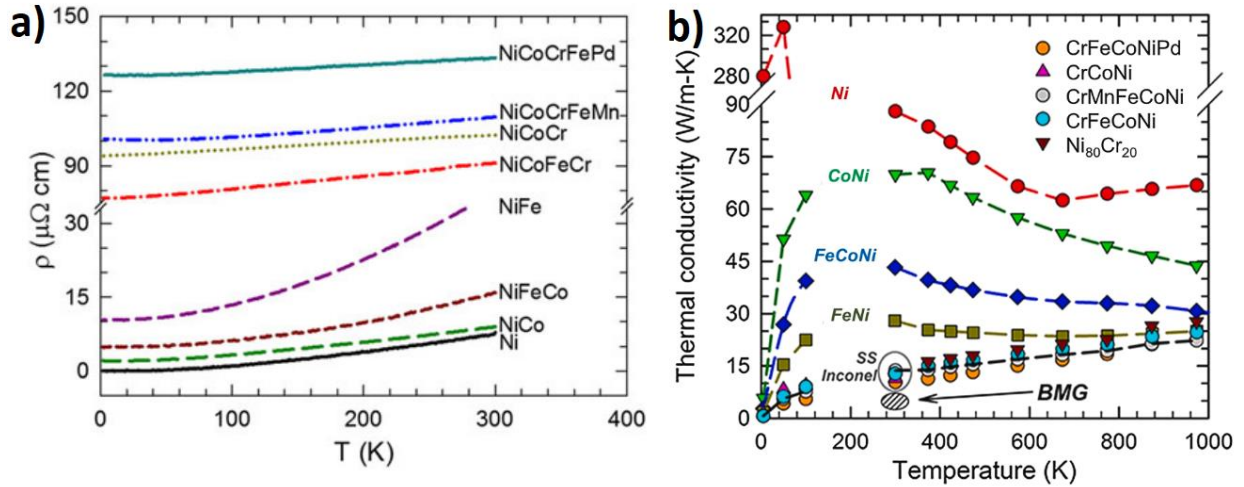 a)
ρ (μΩ cm)
120
90
30
15
0
NiCoCrFePd
NiCoCrFeMn
NiCoCr
NiCoFeCr
NiFe
NiFeCo
NiCo
Ni
0 100 200 300 400
T (K)
b)
Thermal conductivity (W/m-K)
320
280
90
75
60
45
30
15
0
CrFeCoNiPd
CrCoNi
CrMnFeCoNi
CrFeCoNi
Ni80Cr20
Ni
CoNi
FeCoNi
FeNi
SS
Inconel
BMG
0 200 400 600 800 1000
Temperature (K)